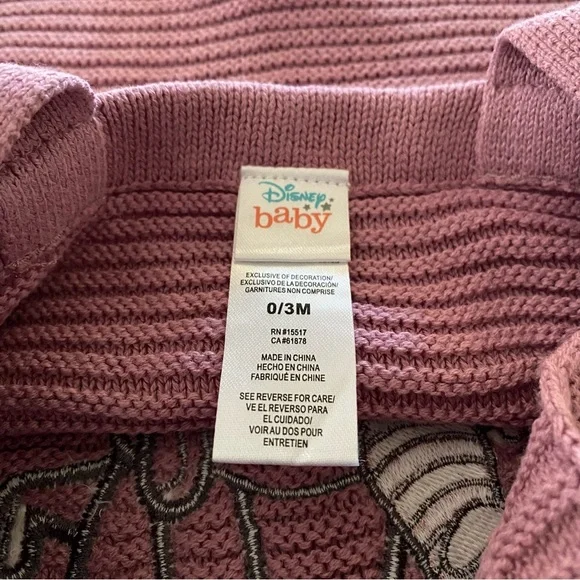 Disney
baby
EXCLUSIVE OF DECORATION/
EXCLUSIVO DE LA DECORACIÓN/
GARNITURES NON COMPRISE
0/3M
RN#15517
CA#61878
MADE IN CHINA
HECHO EN CHINA
FABRIQUÉ EN CHINE
SEE REVERSE FOR CARE/
VE EL REVERSO PARA
EL CUIDADO/
VOIR AU DOS POUR
ENTRETIEN